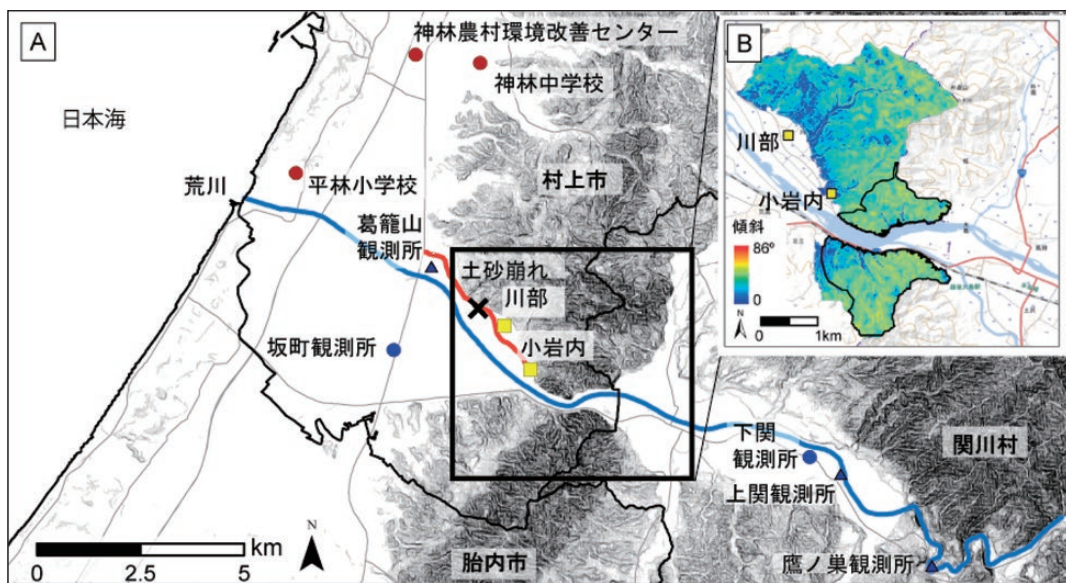 A
神林農村環境改善センター
神林中学校
日本海
村上市
荒川
平林小学校
葛籠山
観測所
土砂崩れ
川部
坂町観測所
小岩内
下関
観測所
関川村
上関観測所
鷹ノ巣観測所
胎内市
N
km
0
2.5
5
B
川部
小岩内
傾斜
86º
0
N
0
1km